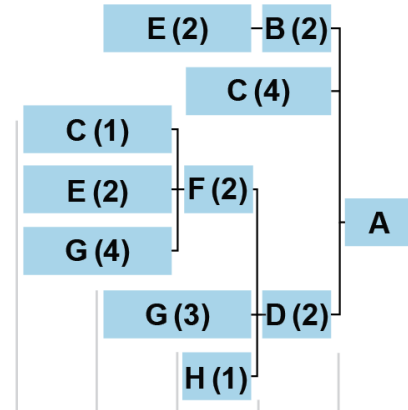 E (2)
B (2)
C (4)
C (1)
E (2)
F (2)
G (4)
A
G (3)
D (2)
H (1)